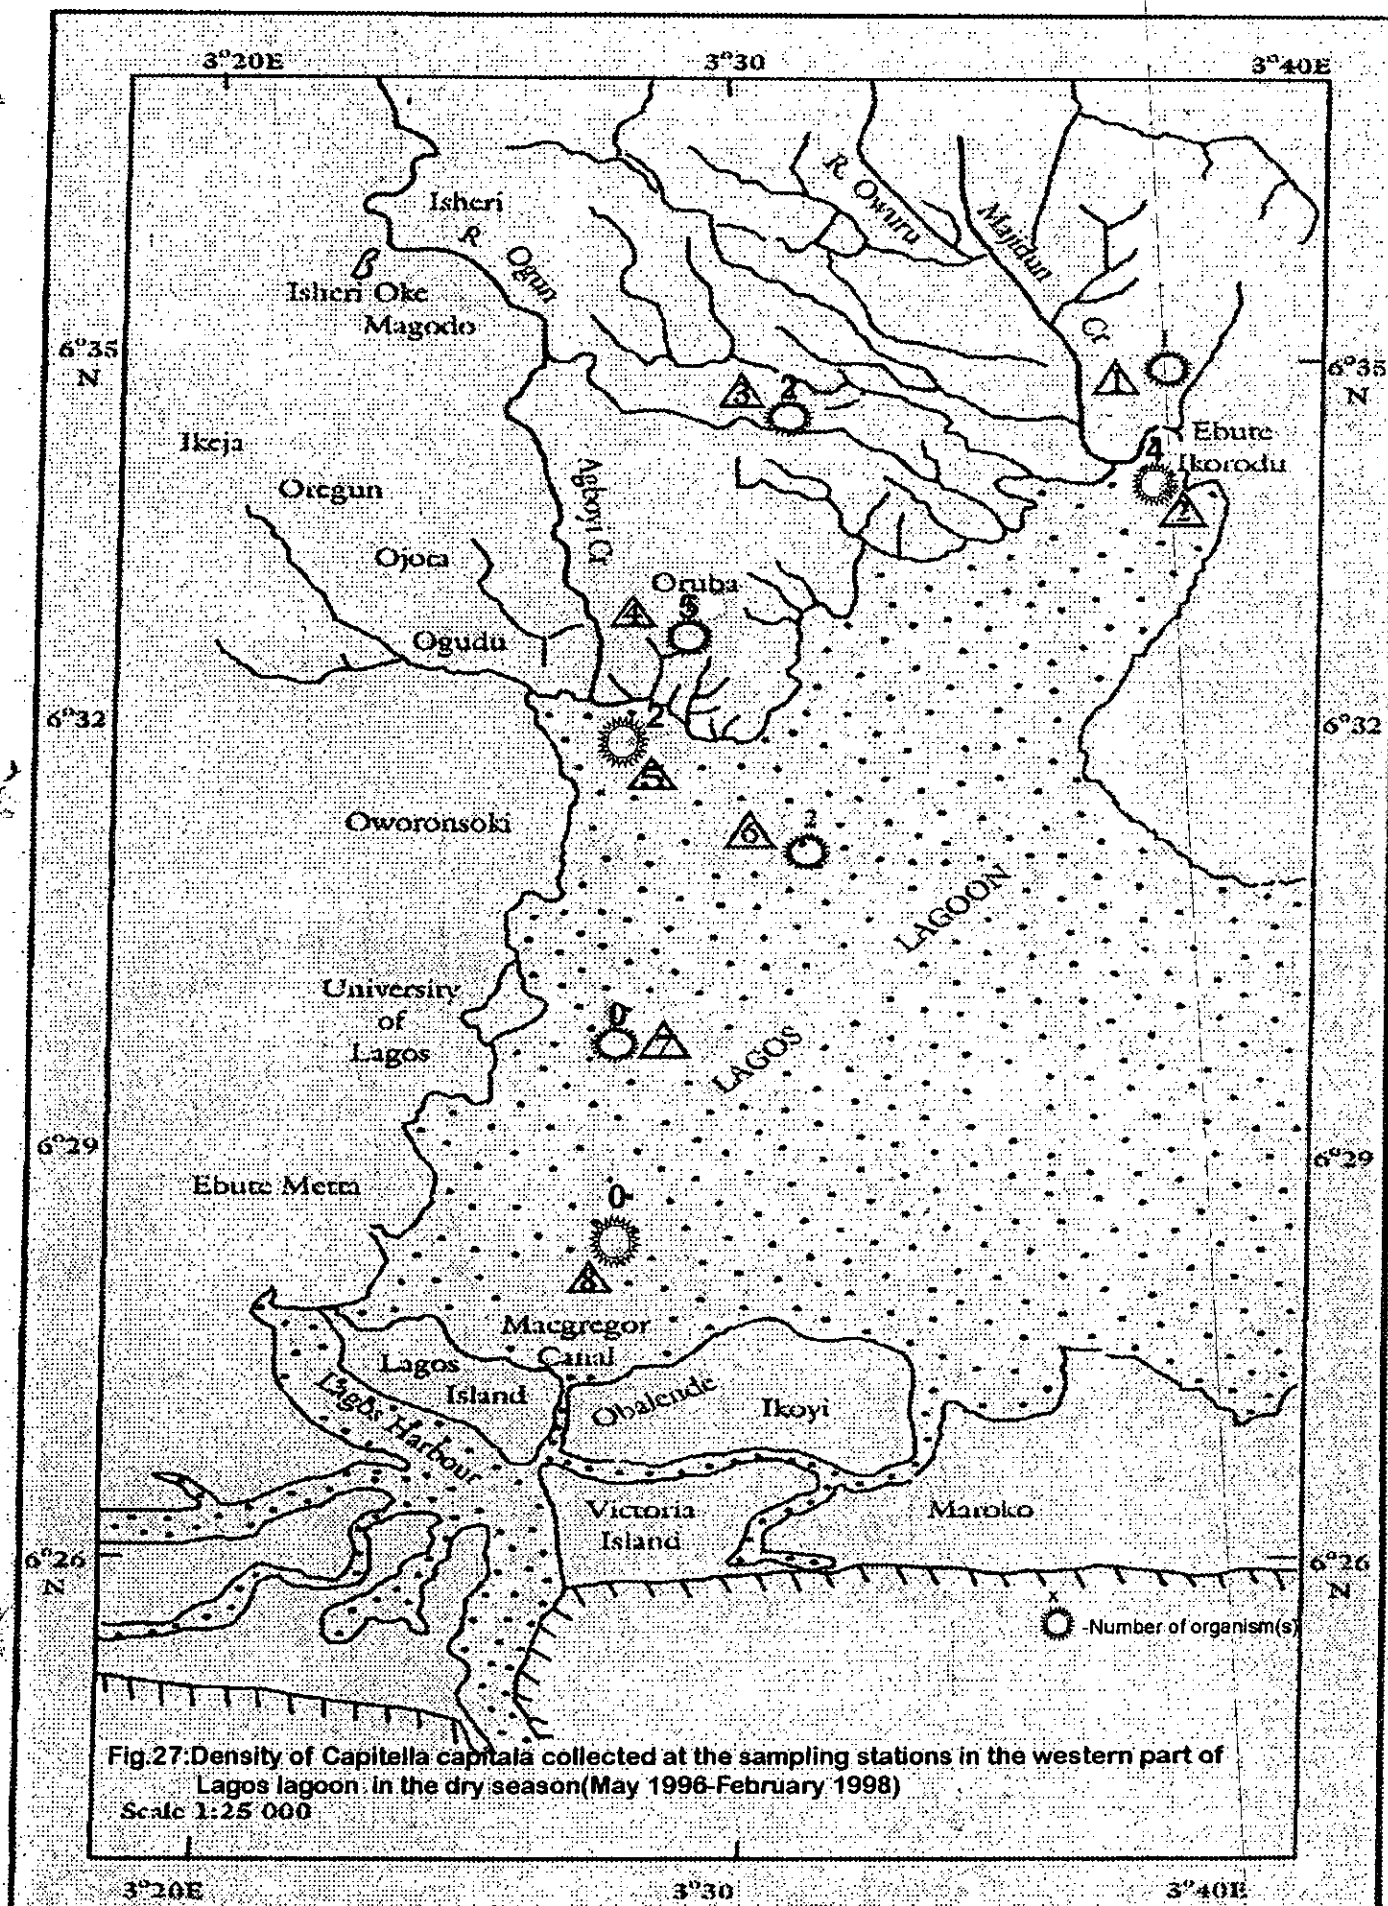 3°20E
3°30
3°40E
Isheri
R
Ogun
R Owuru
Majidun
Cr
B
Isheri Oke
Magodo
6°35
N
6°35
N
1
1
3
2
Ikeja
Ebute
Ikorodu
4
2
Oregun
Agboyi Cr
Ojota
Oruba
4
Ogudu
6°32
6°32
2
5
Oworonsoki
6
2
LAGOON
University
of
Lagos
0
7
LAGOS
6°29
6°29
Ebute Metta
0
8
Macgregor
Canal
Lagos
Island
Obalende
Ikoyi
Lagos Harbour
Victoria
Island
Maroko
6°26
N
6°26
N
x
-Number of organism(s)
Fig.27:Density of Capitella capitala collected at the sampling stations in the western part of
Lagos lagoon in the dry season(May 1996-February 1998)
Scale 1:25 000
3°20E
3°30
3°40E